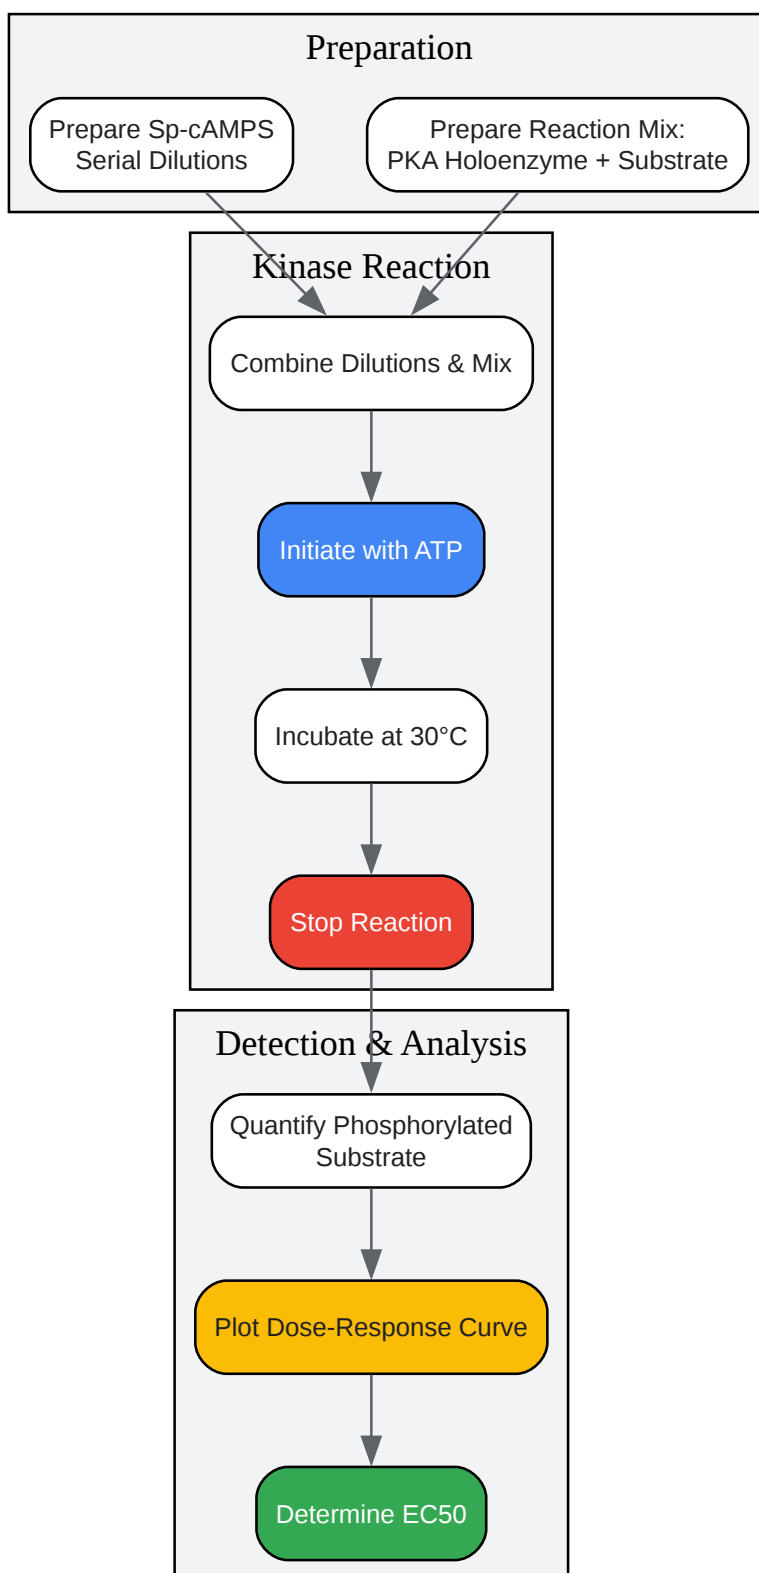 Preparation
Prepare Sp-cAMPS
Serial Dilutions
Prepare Reaction Mix:
PKA Holoenzyme + Substrate
Kinase Reaction
Combine Dilutions & Mix
Initiate with ATP
Incubate at 30°C
Stop Reaction
Detection & Analysis
Quantify Phosphorylated
Substrate
Plot Dose-Response Curve
Determine EC50